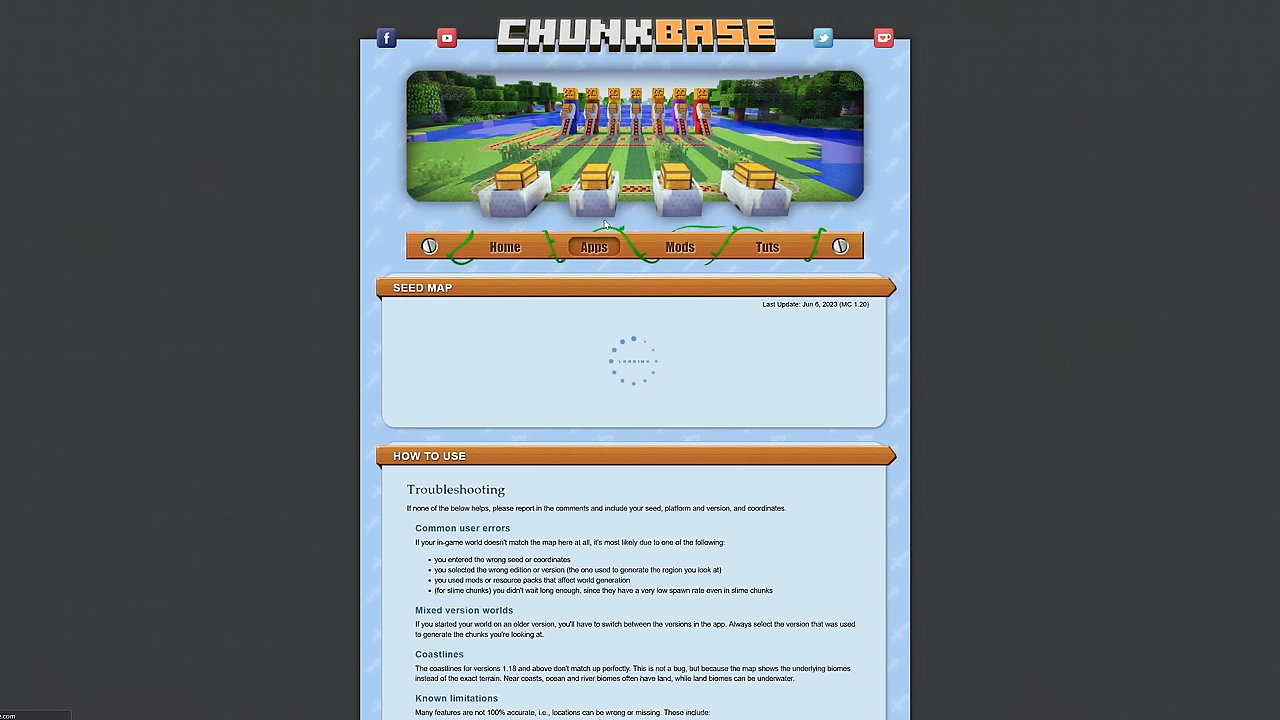 CHUNKBASE
Home Apps Mods Tuts
SEED MAP
Last Update: Jun 6, 2023 (MC 1.20)
LOADING
HOW TO USE
Troubleshooting
If none of the below helps, please report in the comments and include your seed, platform and version, and coordinates.
Common user errors
If your in-game world doesn't match the map here at all, it's most likely due to one of the following:
• you entered the wrong seed or coordinates
• you selected the wrong edition or version (the one used to generate the region you look at)
• you used mods or resource packs that affect world generation
• (for slime chunks) you didn't wait long enough, since they have a very low spawn rate even in slime chunks
Mixed version worlds
If you started your world on an older version, you'll have to switch between the versions in the app. Always select the version that was used
to generate the chunks you're looking at.
Coastlines
The coastlines for versions 1.18 and above don't match up perfectly. This is not a bug, but because the map shows the underlying biomes
instead of the exact terrain. Near coasts, ocean and river biomes often have land, while land biomes can be underwater.
Known limitations
Many features are not 100% accurate, i.e., locations can be wrong or missing. These include: